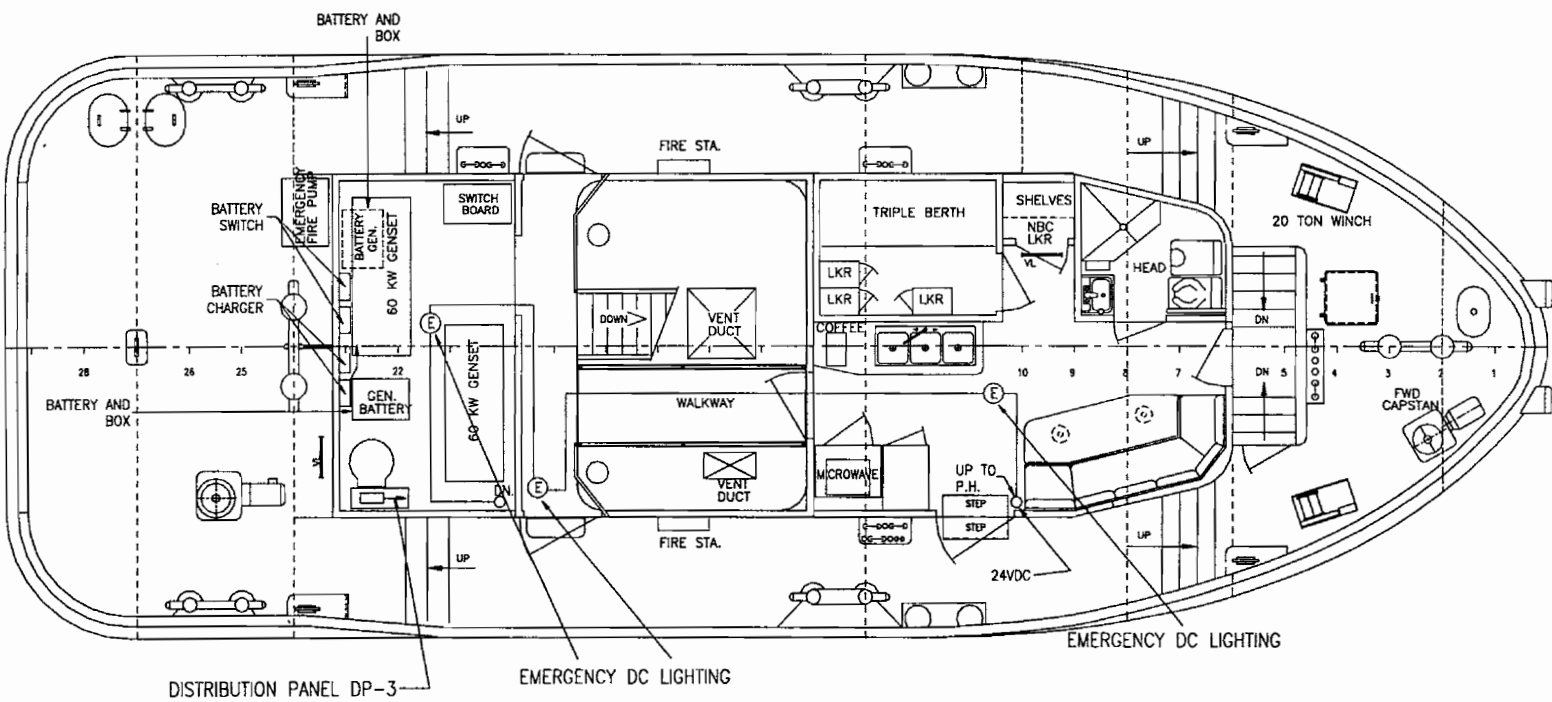 BATTERY AND
BOX
UP
FIRE STA.
UP
EMERGENCY
FIRE PUMP
BATTERY
SWITCH
BATTERY
GEN.
60 KW GENSET
SWITCH
BOARD
TRIPLE BERTH
SHELVES
NBC
LKR
VL
HEAD
20 TON WINCH
BATTERY
CHARGER
LKR
LKR
LKR
E
DOWN
VENT
DUCT
COFFEE
DN
28
26
25
22
10
9
8
7
5
4
3
2
1
DN
BATTERY AND
BOX
GEN.
BATTERY
60 KW GENSET
WALKWAY
E
FWD
CAPSTAN
VL
MICROWAVE
UP TO
P.H.
DN.
E
VENT
DUCT
STEP
STEP
UP
FIRE STA.
UP
24VDC
EMERGENCY DC LIGHTING
EMERGENCY DC LIGHTING
DISTRIBUTION PANEL DP-3